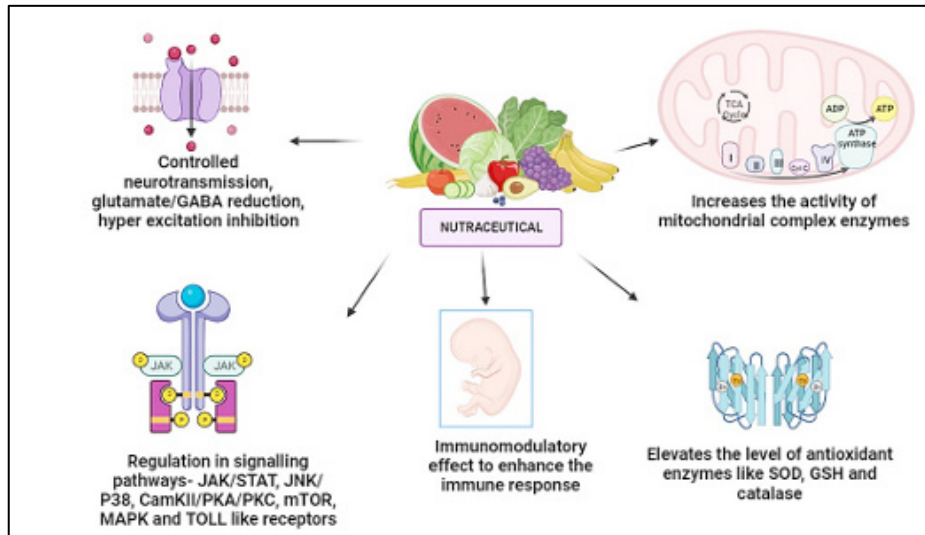 Controlled
neurotransmission,
glutamate/GABA reduction,
hyper excitation inhibition
NUTRACEUTICAL
TCA
Cycle
ADP
ATP
ATP
synthase
I
II
III
Cyt C
IV
Increases the activity of
mitochondrial complex enzymes
JAK
JAK
P
P
P
P
P
P
Regulation in signalling
pathways- JAK/STAT, JNK/
P38, CamKII/PKA/PKC, mTOR,
MAPK and TOLL like receptors
Immunomodulatory
effect to enhance the
immune response
Elevates the level of antioxidant
enzymes like SOD, GSH and
catalase